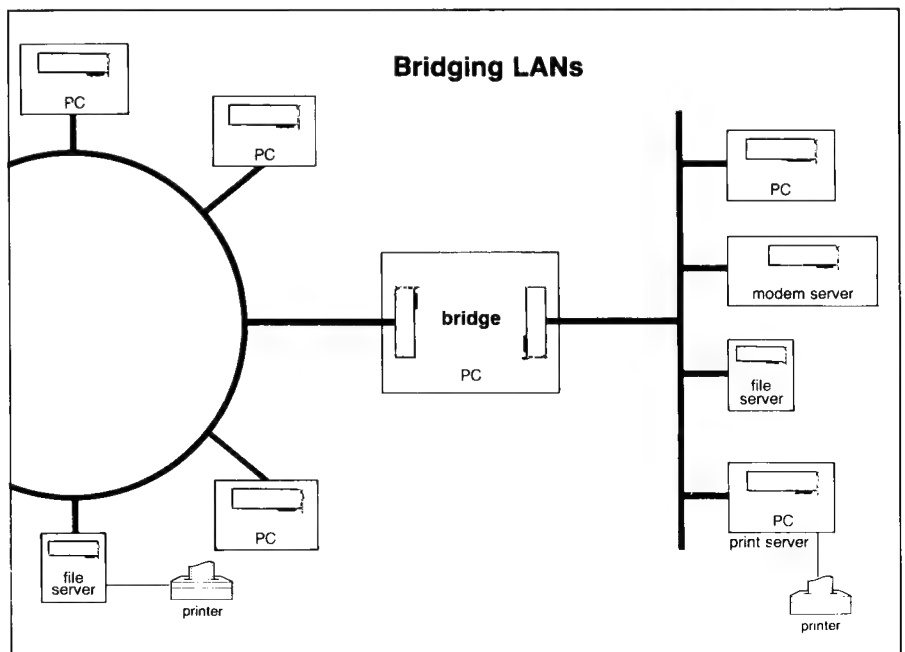 Bridging LANs
PC
PC
PC
file
server
printer
bridge
PC
PC
modem server
file
server
PC
print server
printer